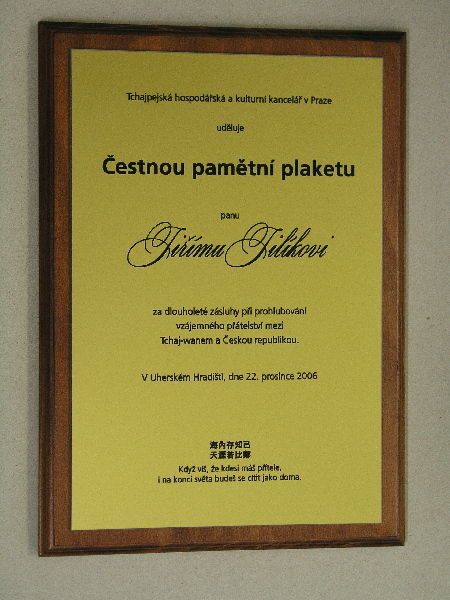 Tchajpejská hospodářská a kulturní kancelář v Praze
uděluje
Čestnou pamětní plaketu
panu
Jiřímu Jilíkovi
za dlouholeté zásluhy při prohlubování
vzájemného přátelství mezi
Tchaj-wanem a Českou republikou.
V Uherském Hradišti, dne 22. prosince 2006
海內存知己
天涯若比鄰
Když víš, že kdesi máš přítele,
i na konci světa budeš se cítit jako doma.